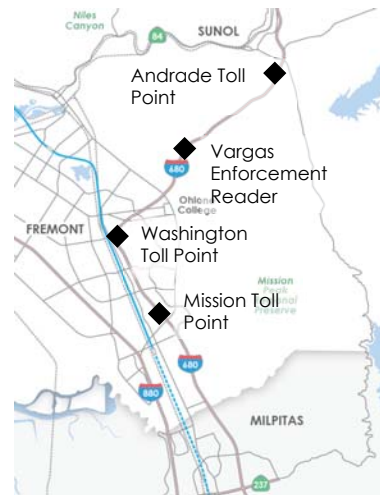 Niles
Canyon
84
SUNOL
Andrade Toll
Point
Vargas
Enforcement
Reader
680
Ohlone
College
FREMONT
Washington
Toll Point
Mission
Peak
Regional
Preserve
Mission Toll
Point
680
880
MILPITAS
237